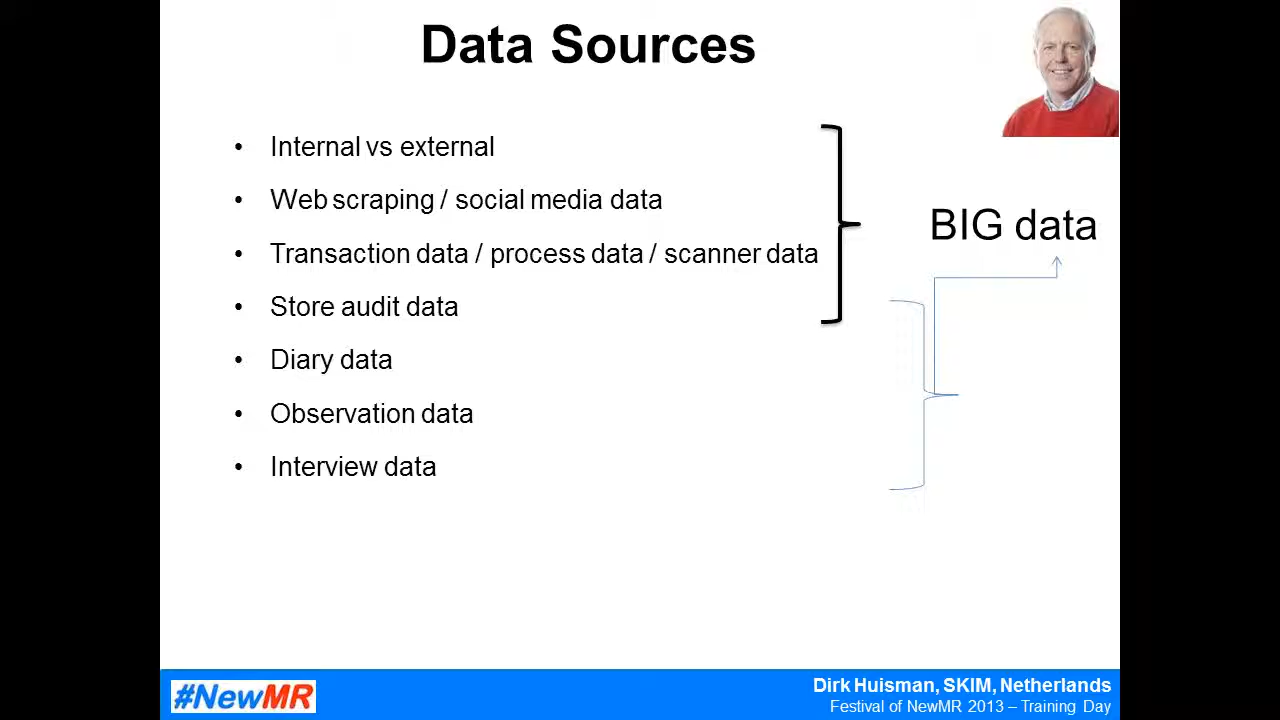 Data Sources
• Internal vs external
• Web scraping / social media data
• Transaction data / process data / scanner data
• Store audit data
• Diary data
• Observation data
• Interview data
BIG data
#NewMR
Dirk Huisman, SKIM, Netherlands
Festival of NewMR 2013 – Training Day